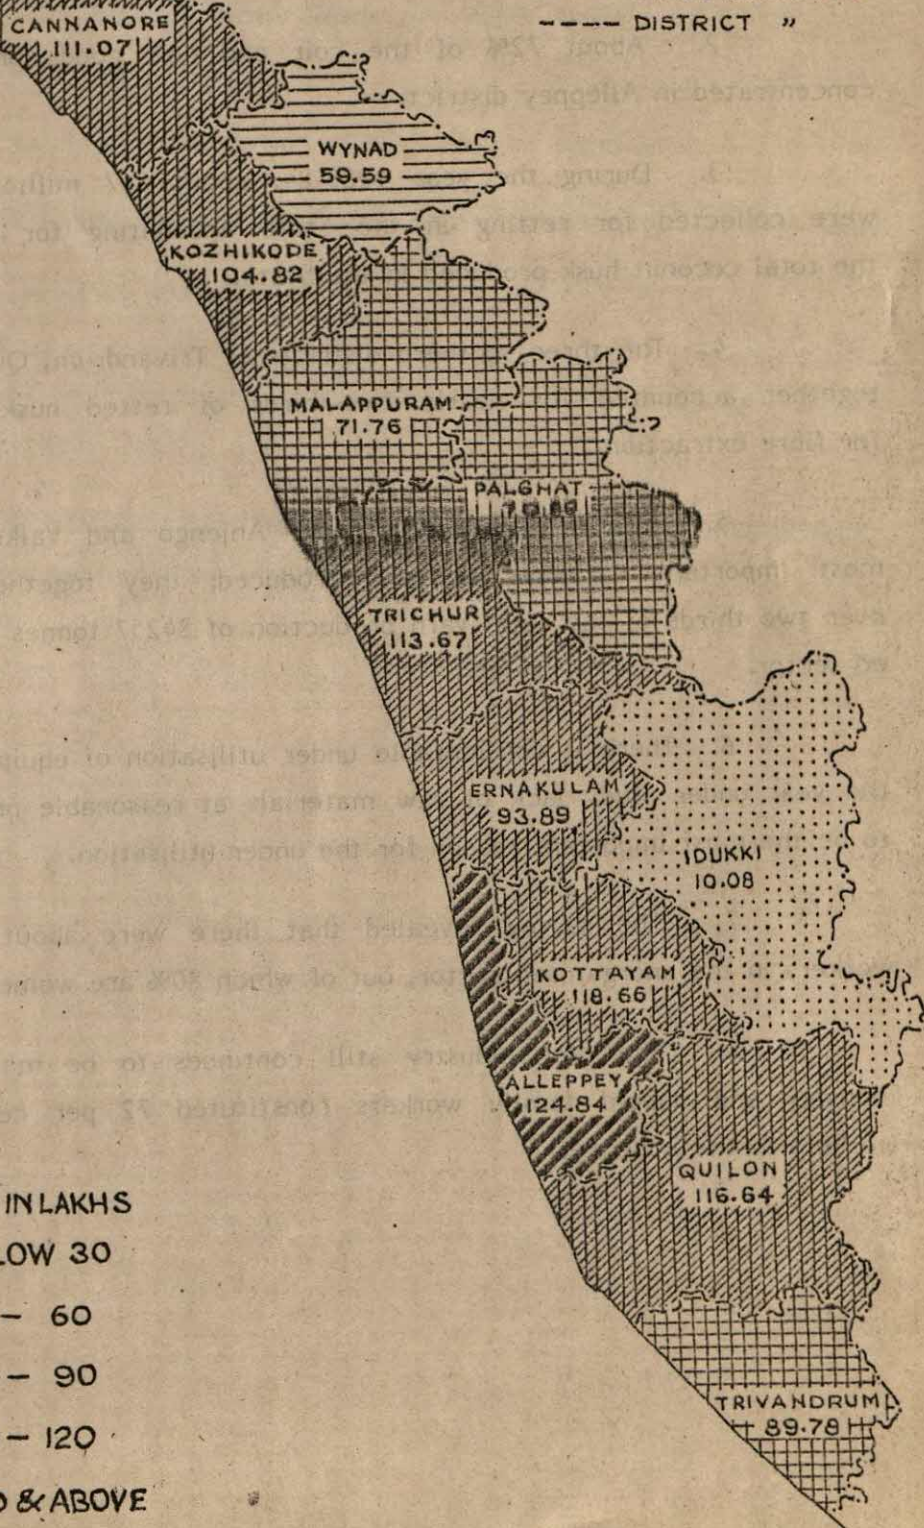 ---- DISTRICT "
CANNANORE
111.07
WYNAD
59.59
KOZHIKODE
104.82
MALAPPURAM
71.76
PALGHAT
TRICHUR
113.67
ERNAKULAM
93.89
IDUKKI
10.08
KOTTAYAM
118.66
ALLEPPEY
124.84
QUILON
116.64
TRIVANDRUM
89.78
IN LAKHS
LOW 30
– 60
– 90
– 120
& ABOVE